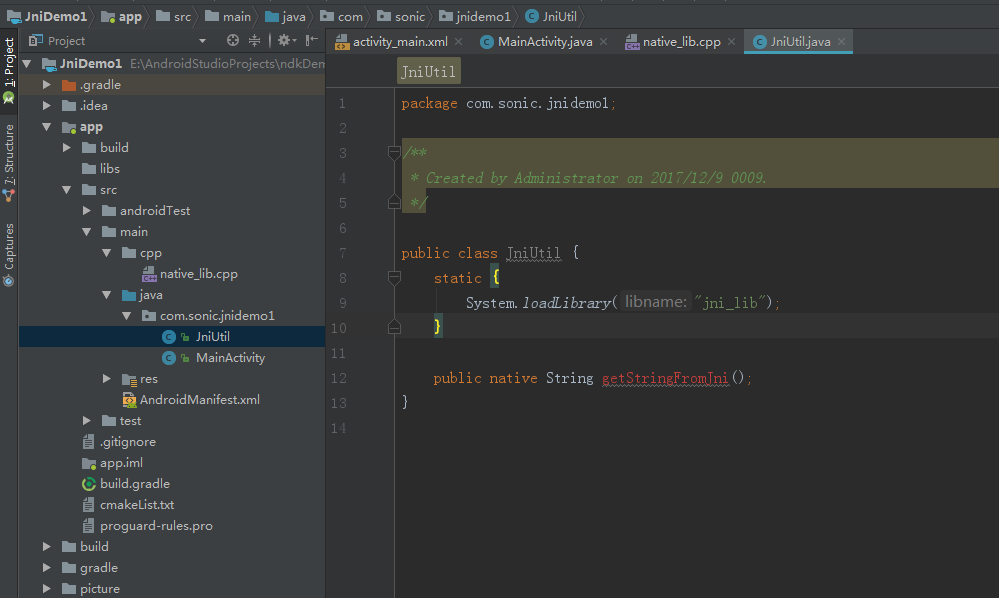 JniDemo1 app src main java com sonic jnidemo1 JniUtil
1: Project
7: Structure
Captures
Project
JniDemo1 E:\AndroidStudioProjects\ndkDem
.gradle
.idea
app
build
libs
src
androidTest
main
cpp
native_lib.cpp
java
com.sonic.jnidemo1
JniUtil
MainActivity
res
AndroidManifest.xml
test
.gitignore
app.iml
build.gradle
cmakeList.txt
proguard-rules.pro
build
gradle
picture
activity_main.xml MainActivity.java native_lib.cpp JniUtil.java
JniUtil
1 package com.sonic.jnidemo1;
2
3 /**
4 * Created by Administrator on 2017/12/9 0009.
5 */
6
7 public class JniUtil {
8 static {
9 System.loadLibrary( libname: "jni_lib");
10 }
11
12 public native String getStringFromJni();
13 }
14